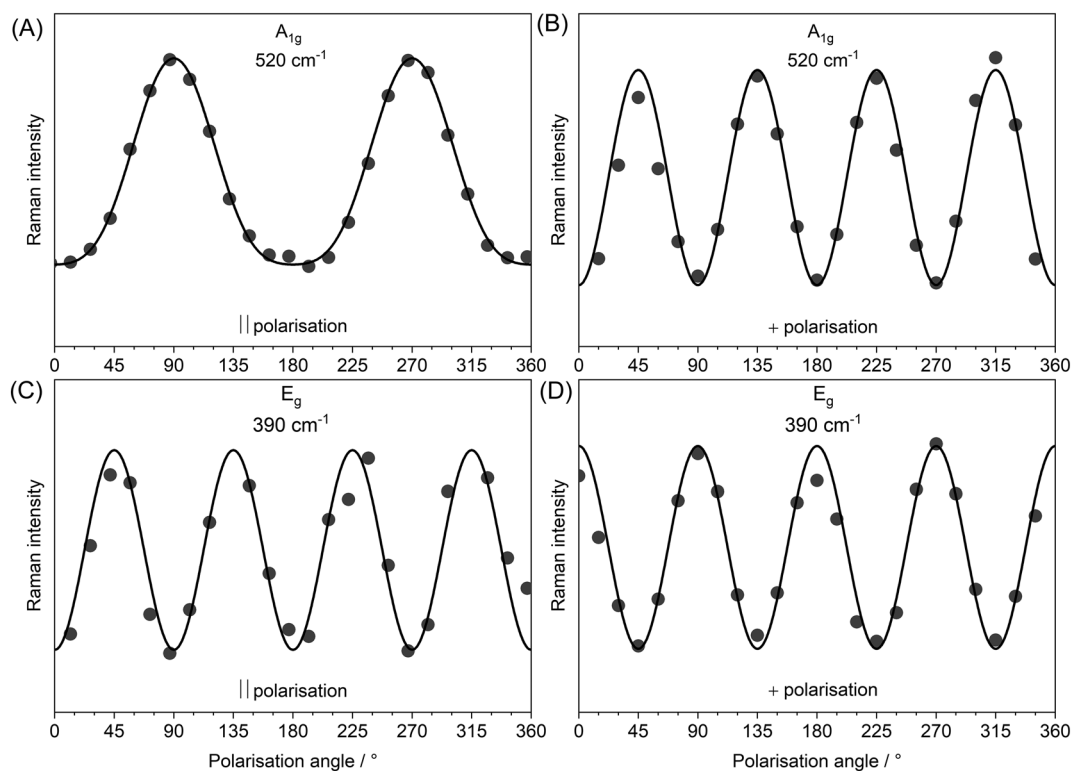 (A)
A1g
520 cm-1
Raman intensity
|| polarisation
0 45 90 135 180 225 270 315 360
(B)
A1g
520 cm-1
Raman intensity
+ polarisation
0 45 90 135 180 225 270 315 360
(C)
Eg
390 cm-1
Raman intensity
|| polarisation
0 45 90 135 180 225 270 315 360
Polarisation angle / °
(D)
Eg
390 cm-1
Raman intensity
+ polarisation
0 45 90 135 180 225 270 315 360
Polarisation angle / °